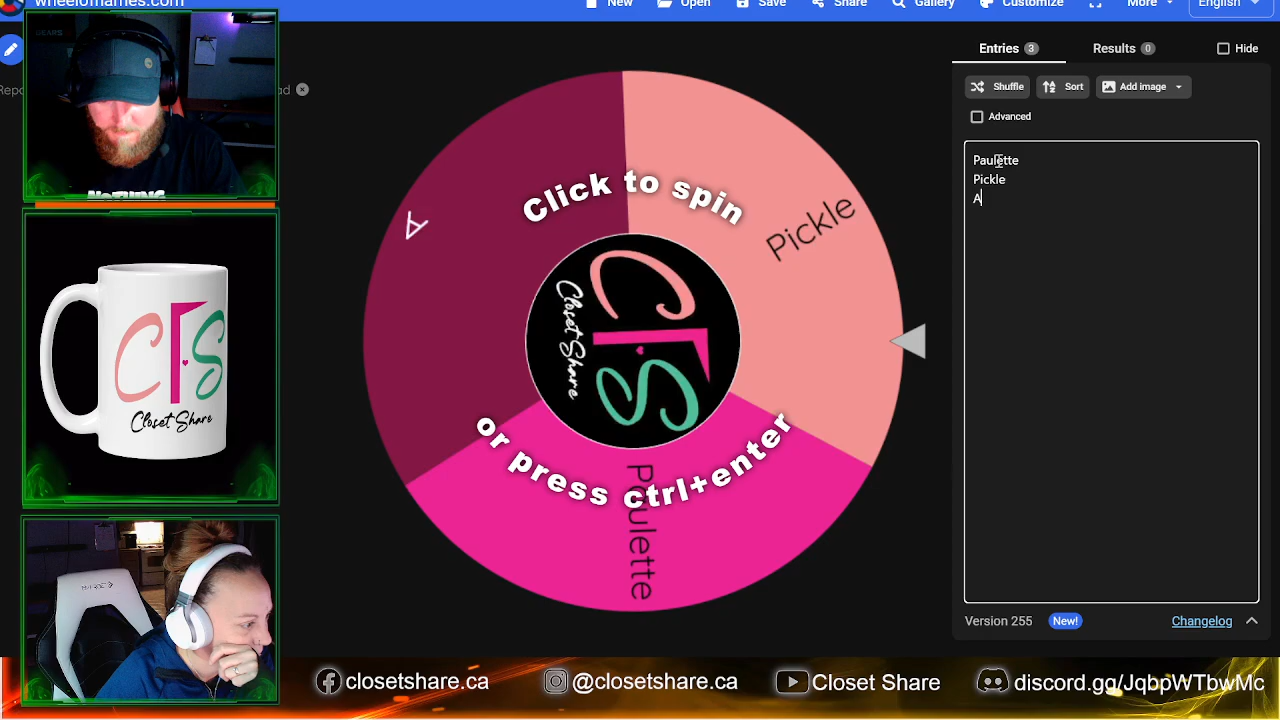 wheelofnames.com
New
Open
Save
Share
Gallery
Customize
More
English
Entries 3
Results 0
Hide
Shuffle
Sort
Add image
Advanced
Paulette
Pickle
A
Click to spin
or press ctrl+enter
Pickle
A
Paulette
CTS
Closet Share
CTS
Closet Share
Version 255
New!
Changelog
closetshare.ca
@closetshare.ca
Closet Share
discord.gg/JqbpWTbwMc